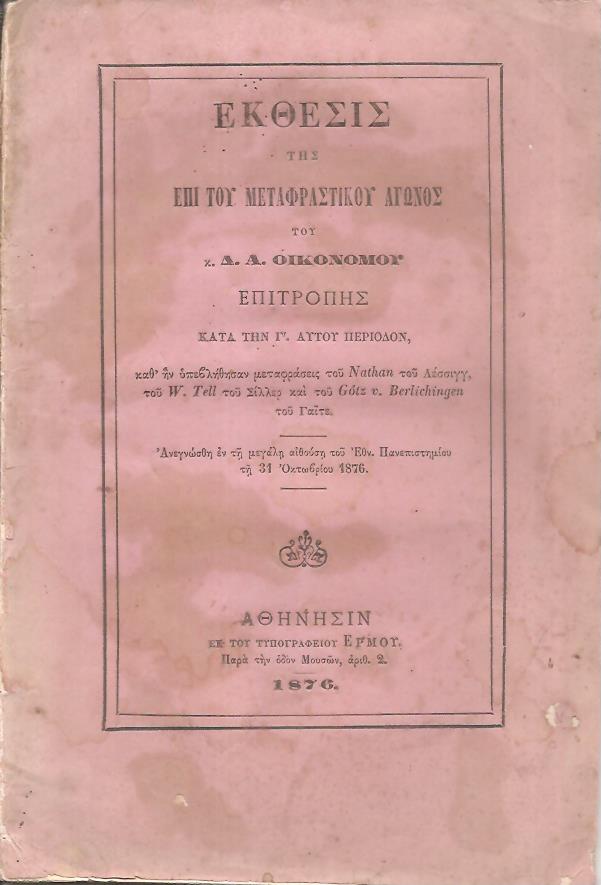 ΕΚΘΕΣΙΣ
ΤΗΣ
ΕΠΙ ΤΟΥ ΜΕΤΑΦΡΑΣΤΙΚΟΥ ΑΓΩΝΟΣ
ΤΟΥ
κ. Δ. Α. ΟΙΚΟΝΟΜΟΥ
ΕΠΙΤΡΟΠΗΣ
ΚΑΤΑ ΤΗΝ Γ΄. ΑΥΤΟΥ ΠΕΡΙΟΔΟΝ,
καθ’ ἣν ὑπεβλήθησαν μεταφράσεις τοῦ Nathan τοῦ Λέσσιγγ,
τοῦ W. Tell τοῦ Σίλλερ καὶ τοῦ Götz v. Berlichingen
τοῦ Γαῖτε.
Ἀνεγνώσθη ἐν τῇ μεγάλῃ αἰθούσῃ τοῦ Ἐθν. Πανεπιστημίου
τῇ 31 Ὀκτωβρίου 1876.
ΑΘΗΝΗΣΙΝ
ΕΚ ΤΟΥ ΤΥΠΟΓΡΑΦΕΙΟΥ ΕΡΜΟΥ.
Παρὰ τὴν ὁδὸν Μουσῶν, ἀριθ. 2.
1876.